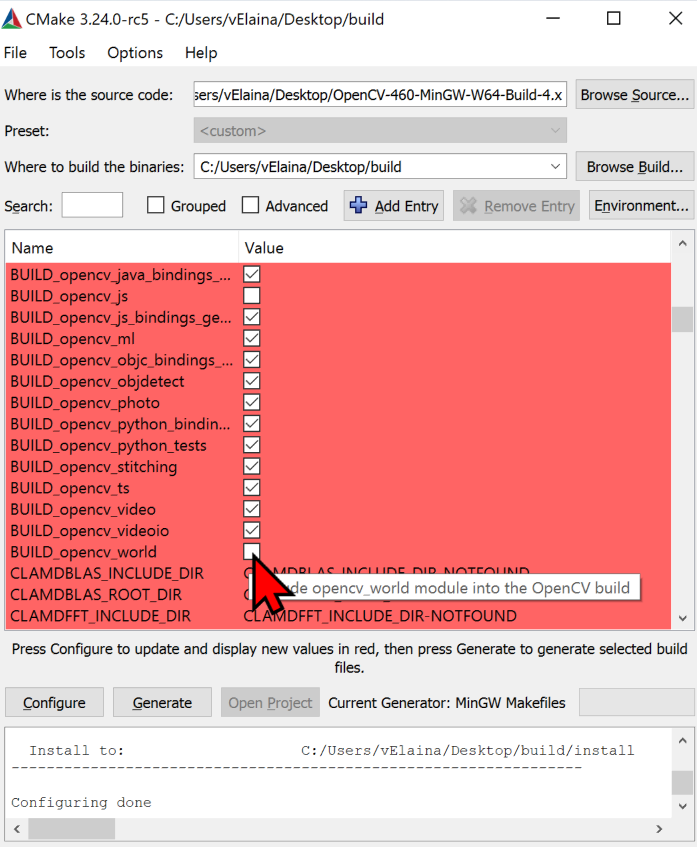 CMake 3.24.0-rc5 - C:/Users/vElaina/Desktop/build
File Tools Options Help
Where is the source code: sers/vElaina/Desktop/OpenCV-460-MinGW-W64-Build-4.x Browse Source...
Preset: <custom>
Where to build the binaries: C:/Users/vElaina/Desktop/build Browse Build...
Search: Grouped Advanced Add Entry Remove Entry Environment...
Name Value
BUILD_opencv_java_bindings_...
BUILD_opencv_js
BUILD_opencv_js_bindings_ge...
BUILD_opencv_ml
BUILD_opencv_objc_bindings_...
BUILD_opencv_objdetect
BUILD_opencv_photo
BUILD_opencv_python_bindin...
BUILD_opencv_python_tests
BUILD_opencv_stitching
BUILD_opencv_ts
BUILD_opencv_video
BUILD_opencv_videoio
BUILD_opencv_world
CLAMDBLAS_INCLUDE_DIR CLAMDBLAS_INCLUDE_DIR-NOTFOUND
opencv_world module into the OpenCV build
CLAMDBLAS_ROOT_DIR
CLAMDFFT_INCLUDE_DIR CLAMDFFT_INCLUDE_DIR-NOTFOUND
Press Configure to update and display new values in red, then press Generate to generate selected build
files.
Configure Generate Open Project Current Generator: MinGW Makefiles
Install to: C:/Users/vElaina/Desktop/build/install
-----------------------------------------------------------------
Configuring done